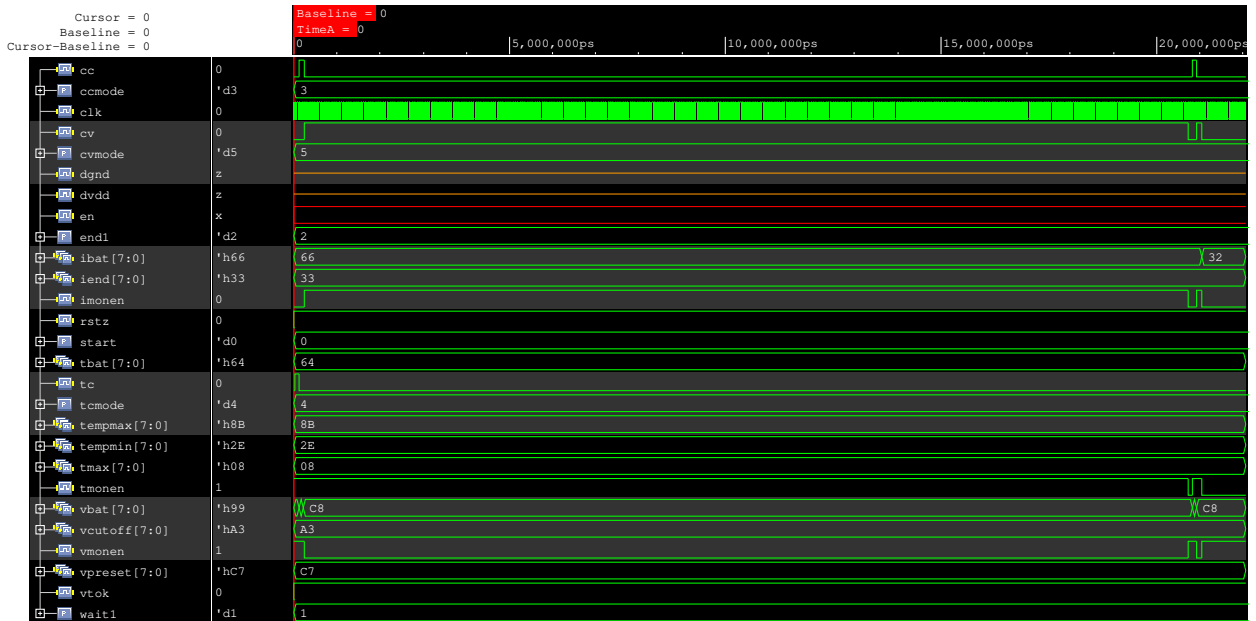 Cursor = 0
Baseline = 0
Cursor-Baseline = 0
Baseline = 0
TimeA = 0
0 5,000,000ps 10,000,000ps 15,000,000ps 20,000,000ps
cc 0
ccmode 'd3 3
clk 0
cv 0
cvmode 'd5 5
dgnd z
dvdd z
en x
end1 'd2 2
ibat[7:0] 'h66 66 32
iend[7:0] 'h33 33
imonen 0
rstz 0
start 'd0 0
tbat[7:0] 'h64 64
tc 0
tcmode 'd4 4
tempmax[7:0] 'h8B 8B
tempmin[7:0] 'h2E 2E
tmax[7:0] 'h08 08
tmonen 1
vbat[7:0] 'h99 C8 C8
vcutoff[7:0] 'hA3 A3
vmonen 1
vpreset[7:0] 'hC7 C7
vtok 0
wait1 'd1 1